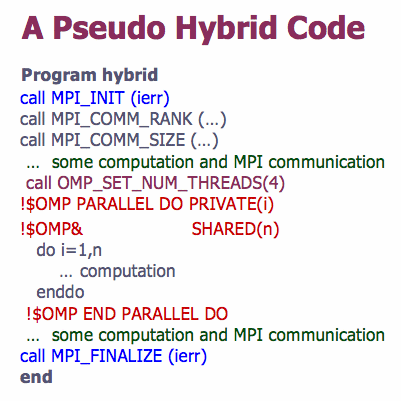 A Pseudo Hybrid Code
Program hybrid
call MPI_INIT (ierr)
call MPI_COMM_RANK (…)
call MPI_COMM_SIZE (…)
… some computation and MPI communication
call OMP_SET_NUM_THREADS(4)
!$OMP PARALLEL DO PRIVATE(i)
!$OMP& SHARED(n)
do i=1,n
… computation
enddo
!$OMP END PARALLEL DO
… some computation and MPI communication
call MPI_FINALIZE (ierr)
end